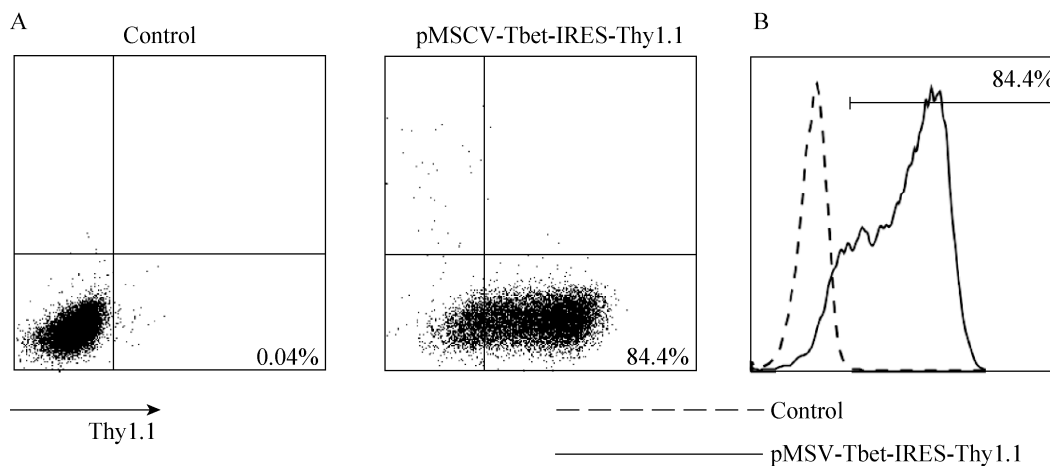 A
Control
pMSCV-Tbet-IRES-Thy1.1
B
84.4%
0.04%
84.4%
Thy1.1
Control
pMSV-Tbet-IRES-Thy1.1